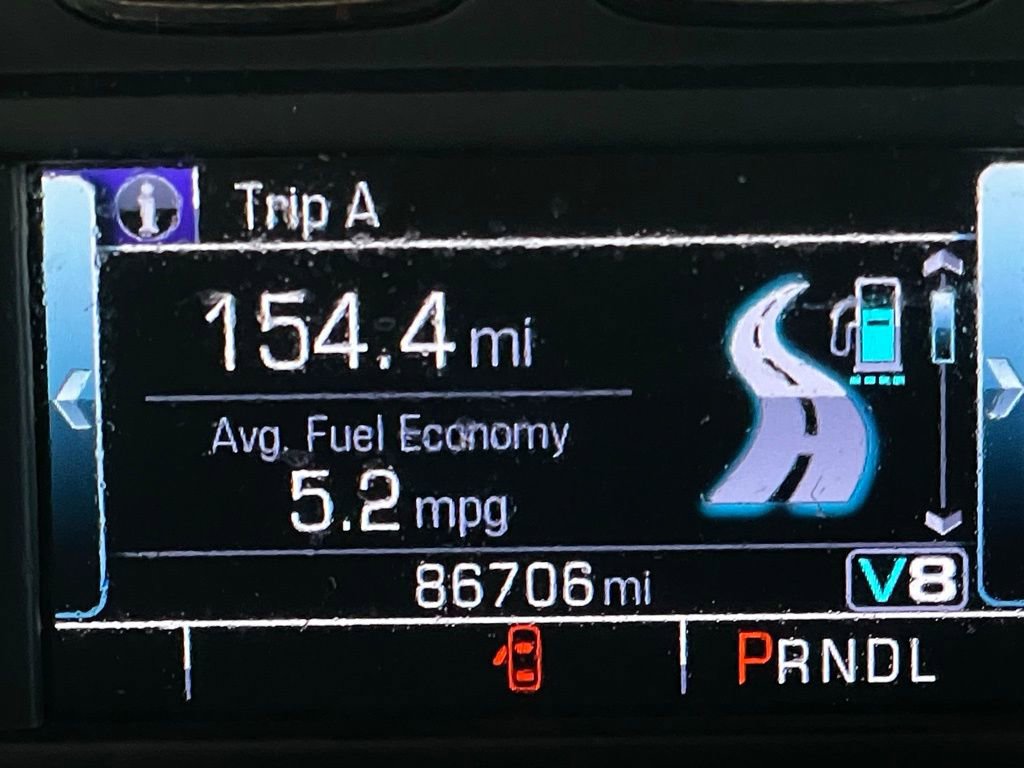 Trip A
154.4 mi
Avg. Fuel Economy
5.2 mpg
86706 mi V8
PRNDL